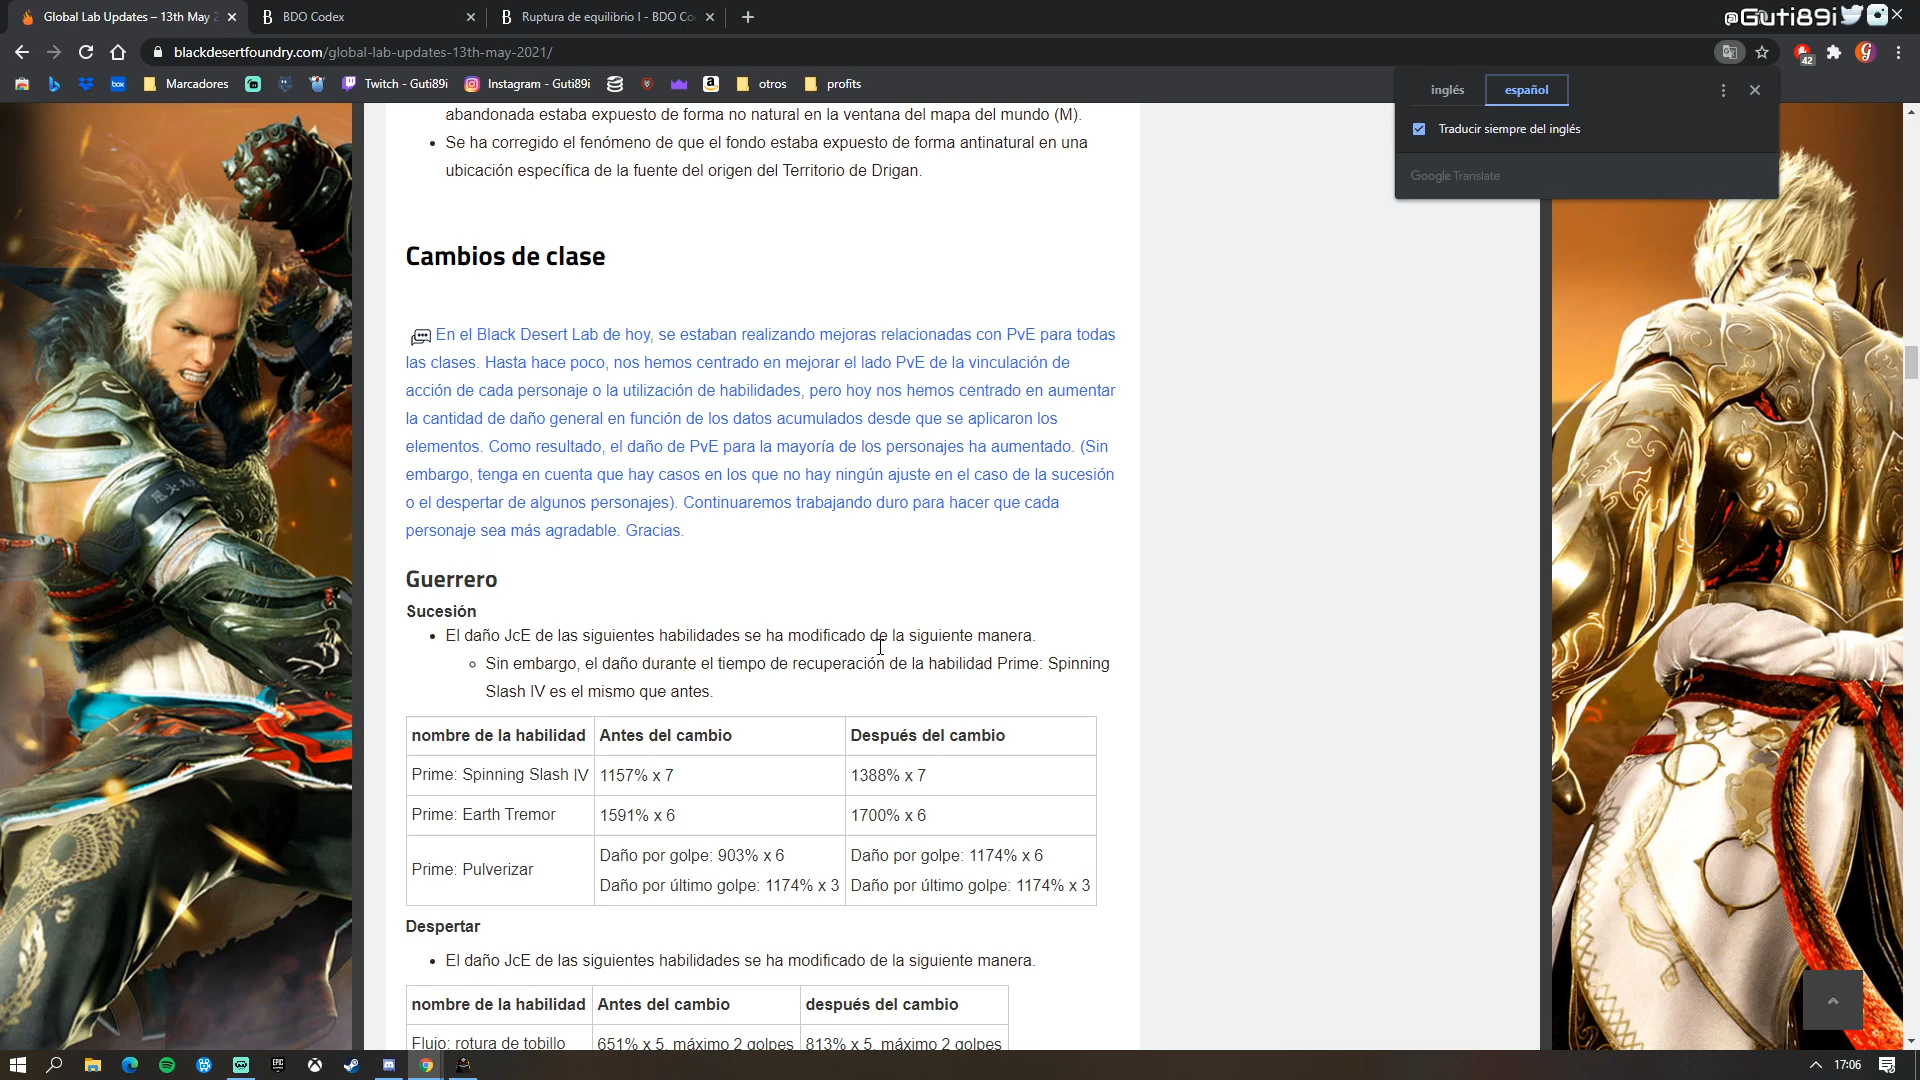 Global Lab Updates – 13th May 2
BDO Codex
Ruptura de equilibrio I - BDO Co
@Guti89i
blackdesertfoundry.com/global-lab-updates-13th-may-2021/
42
Marcadores
Twitch - Guti89i
Instagram - Guti89i
otros
profits
inglés
español
Traducir siempre del inglés
Google Translate
abandonada estaba expuesto de forma no natural en la ventana del mapa del mundo (M).
Se ha corregido el fenómeno de que el fondo estaba expuesto de forma antinatural en una
ubicación específica de la fuente del origen del Territorio de Drigan.
Cambios de clase
En el Black Desert Lab de hoy, se estaban realizando mejoras relacionadas con PvE para todas
las clases. Hasta hace poco, nos hemos centrado en mejorar el lado PvE de la vinculación de
acción de cada personaje o la utilización de habilidades, pero hoy nos hemos centrado en aumentar
la cantidad de daño general en función de los datos acumulados desde que se aplicaron los
elementos. Como resultado, el daño de PvE para la mayoría de los personajes ha aumentado. (Sin
embargo, tenga en cuenta que hay casos en los que no hay ningún ajuste en el caso de la sucesión
o el despertar de algunos personajes). Continuaremos trabajando duro para hacer que cada
personaje sea más agradable. Gracias.
Guerrero
Sucesión
El daño JcE de las siguientes habilidades se ha modificado de la siguiente manera.
Sin embargo, el daño durante el tiempo de recuperación de la habilidad Prime: Spinning
Slash IV es el mismo que antes.
nombre de la habilidad Antes del cambio Después del cambio
Prime: Spinning Slash IV 1157% x 7 1388% x 7
Prime: Earth Tremor 1591% x 6 1700% x 6
Prime: Pulverizar
Daño por golpe: 903% x 6 Daño por golpe: 1174% x 6
Daño por último golpe: 1174% x 3 Daño por último golpe: 1174% x 3
Despertar
El daño JcE de las siguientes habilidades se ha modificado de la siguiente manera.
nombre de la habilidad Antes del cambio después del cambio
Flujo: rotura de tobillo 651% x 5, máximo 2 golpes 813% x 5, máximo 2 golpes
17:06